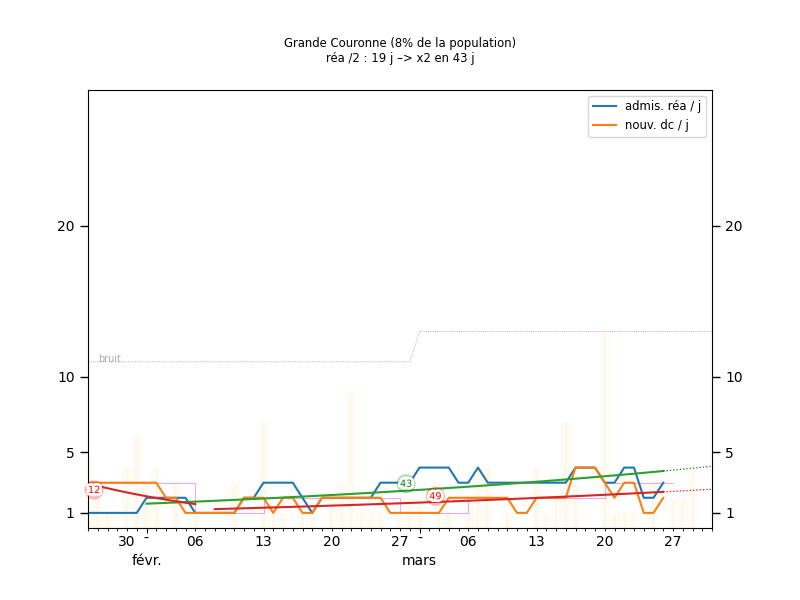 Grande Couronne (8% de la population)
réa /2 : 19 j –> x2 en 43 j
admis. réa / j
nouv. dc / j
20 20
bruit
10 10
5 5
12 43 49
1 1
30 - 06 13 20 27 - 06 13 20 27
févr. mars